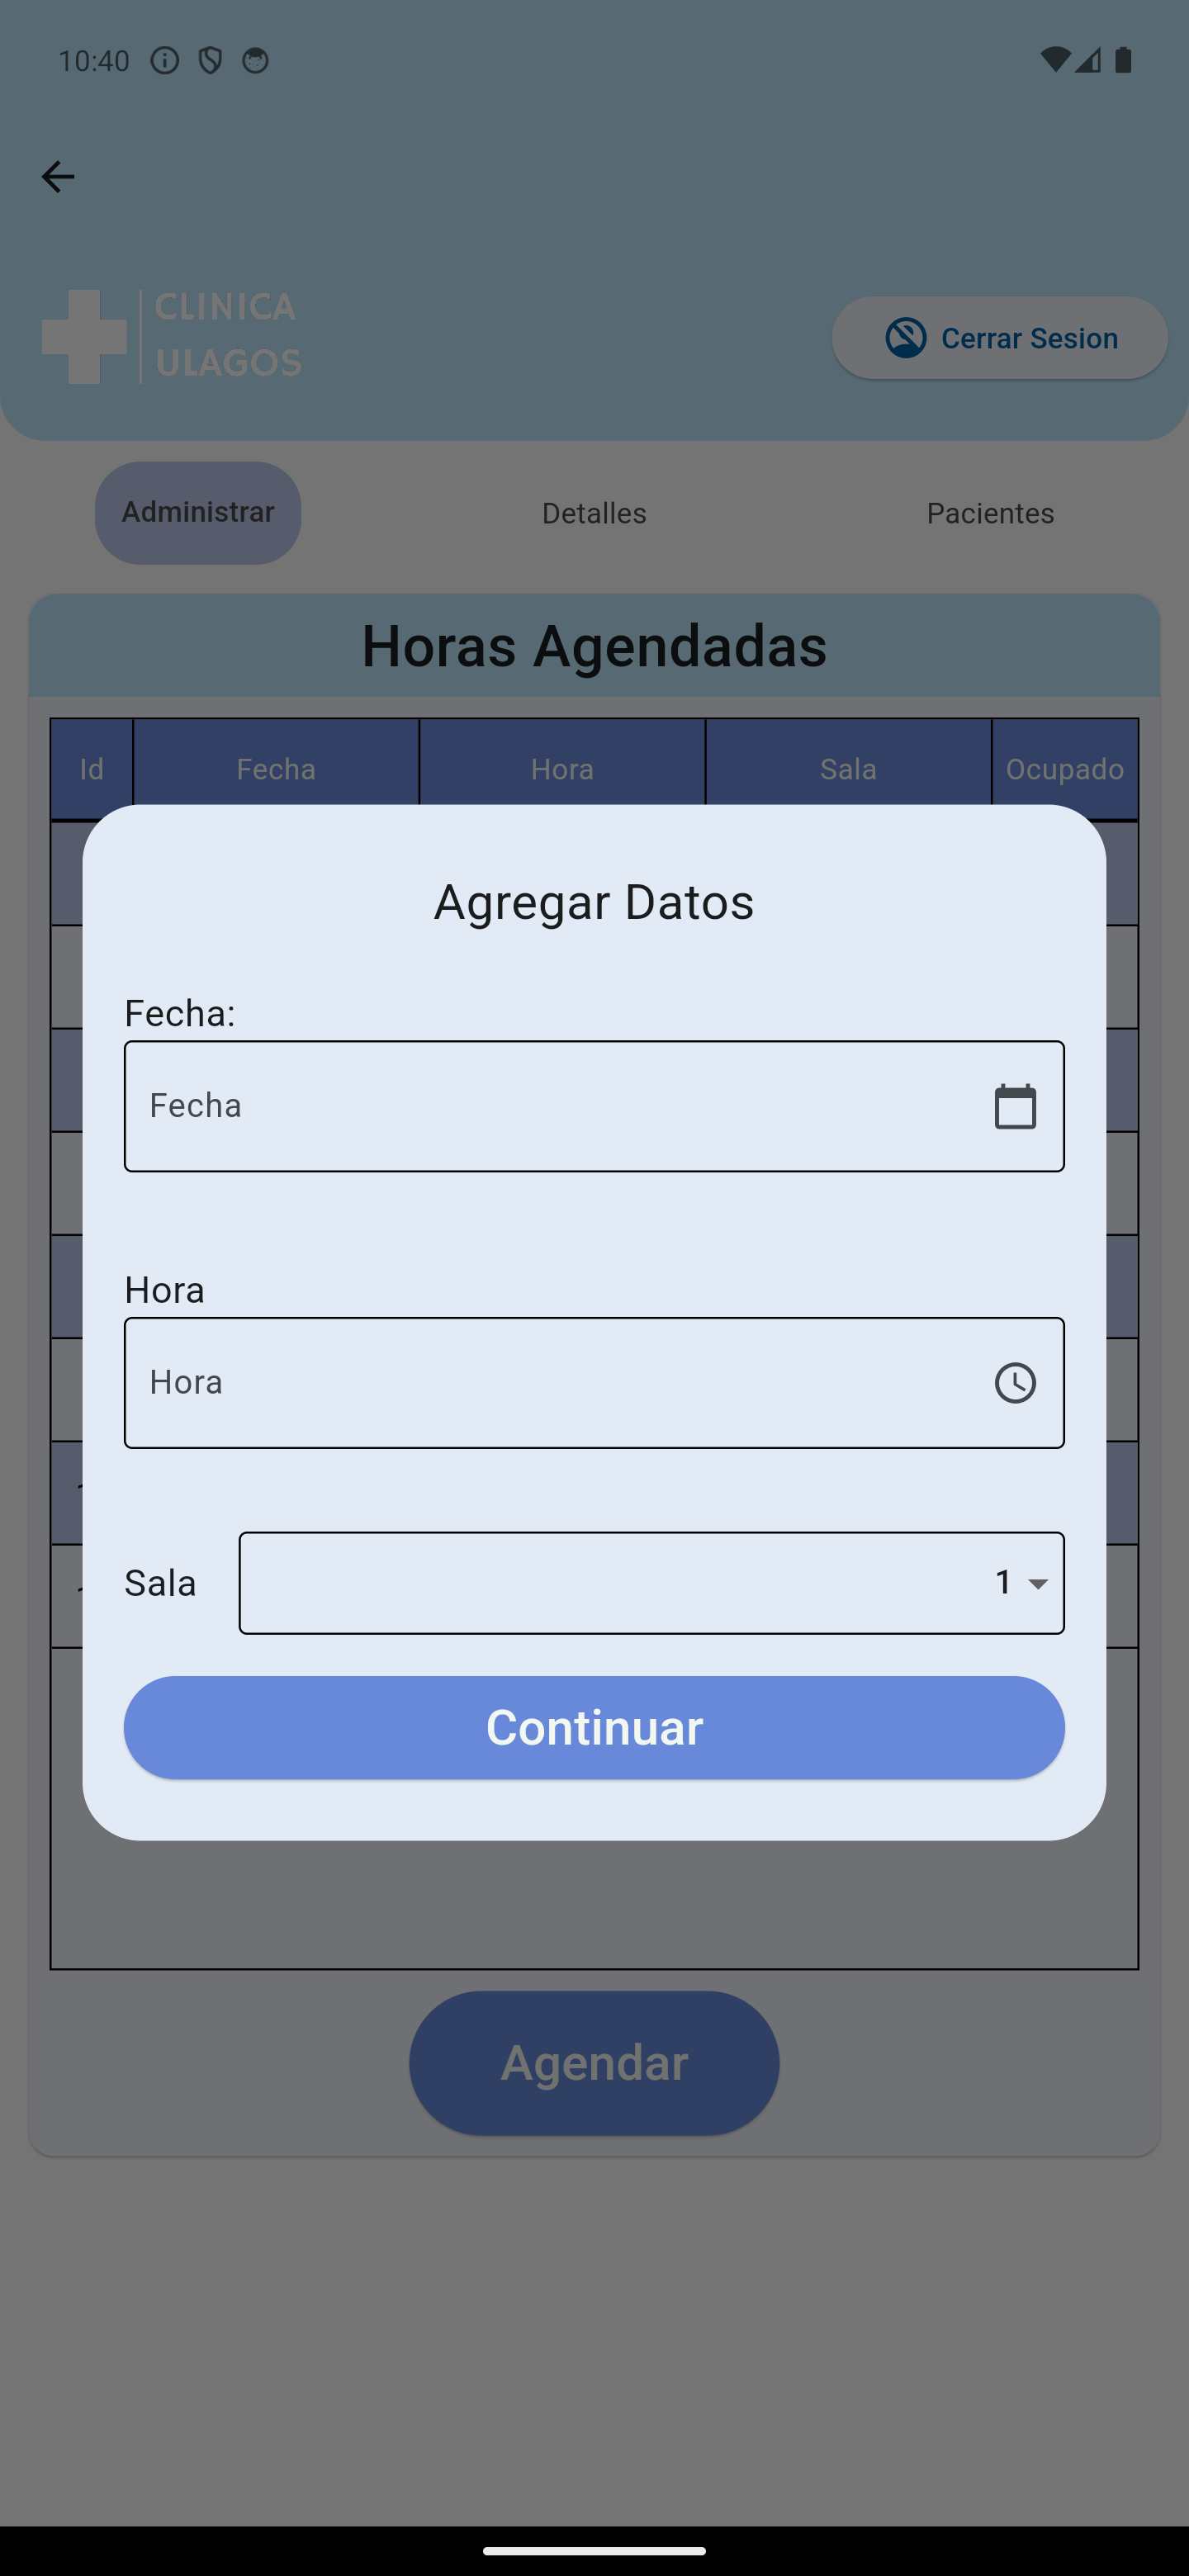 10:40
CLINICA
ULAGOS
Cerrar Sesion
Administrar Detalles Pacientes
Horas Agendadas
Id Fecha Hora Sala Ocupado
Agregar Datos
Fecha:
Fecha
Hora
Hora
Sala 1
Continuar
Agendar